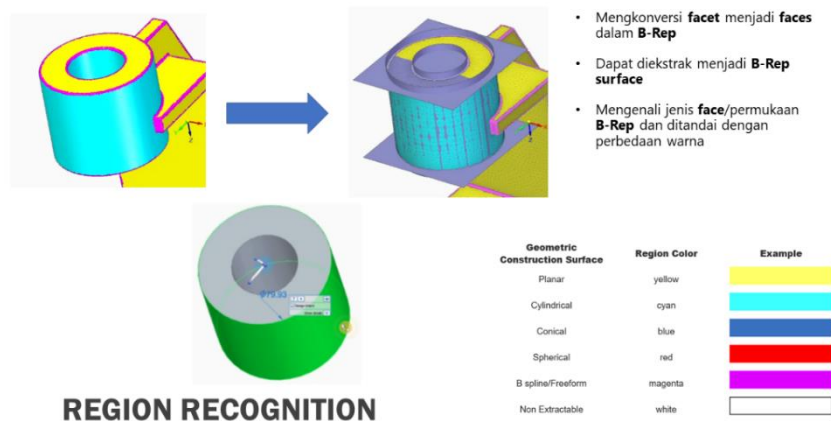 • Mengkonversi facet menjadi faces
dalam B-Rep
• Dapat diekstrak menjadi B-Rep
surface
• Mengenali jenis face/permukaan
B-Rep dan ditandai dengan
perbedaan warna
REGION RECOGNITION
Geometric
Construction Surface Region Color Example
Planar yellow
Cylindrical cyan
Conical blue
Spherical red
B spline/Freeform magenta
Non Extractable white